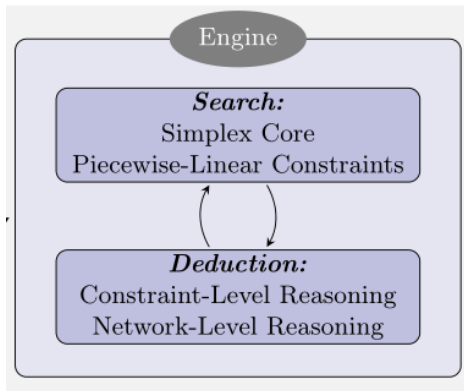 Engine
Search:
Simplex Core
Piecewise-Linear Constraints
Deduction:
Constraint-Level Reasoning
Network-Level Reasoning